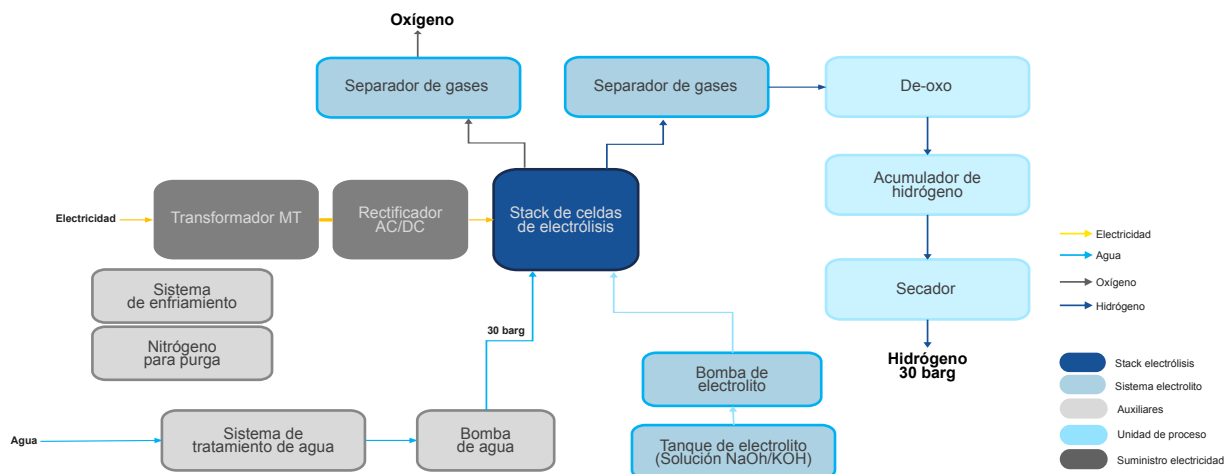 Oxígeno
Separador de gases
Separador de gases
De-oxo
Acumulador de
hidrógeno
Secador
Hidrógeno
30 barg
Electricidad
Transformador MT
Rectificador
AC/DC
Stack de celdas
de electrólisis
Sistema
de enfriamiento
Nitrógeno
para purga
30 barg
Agua
Sistema de
tratamiento de agua
Bomba
de agua
Bomba de
electrolito
Tanque de electrolito
(Solución NaOh/KOH)
Electricidad
Agua
Oxígeno
Hidrógeno
Stack electrólisis
Sistema electrolito
Auxiliares
Unidad de proceso
Suministro electricidad